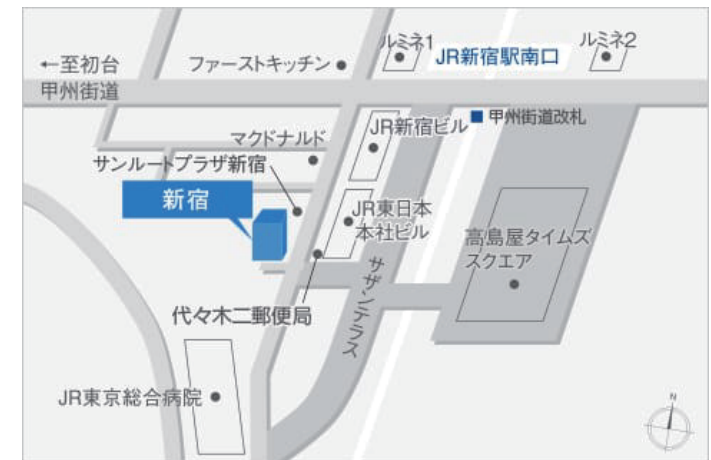 ルミネ1
ルミネ2
←至初台
ファーストキッチン
JR新宿駅南口
甲州街道
甲州街道改札
JR新宿ビル
マクドナルド
サンルートプラザ新宿
新宿
JR東日本
本社ビル
高島屋タイムズ
スクエア
サザンテラス
代々木二郵便局
JR東京総合病院
N